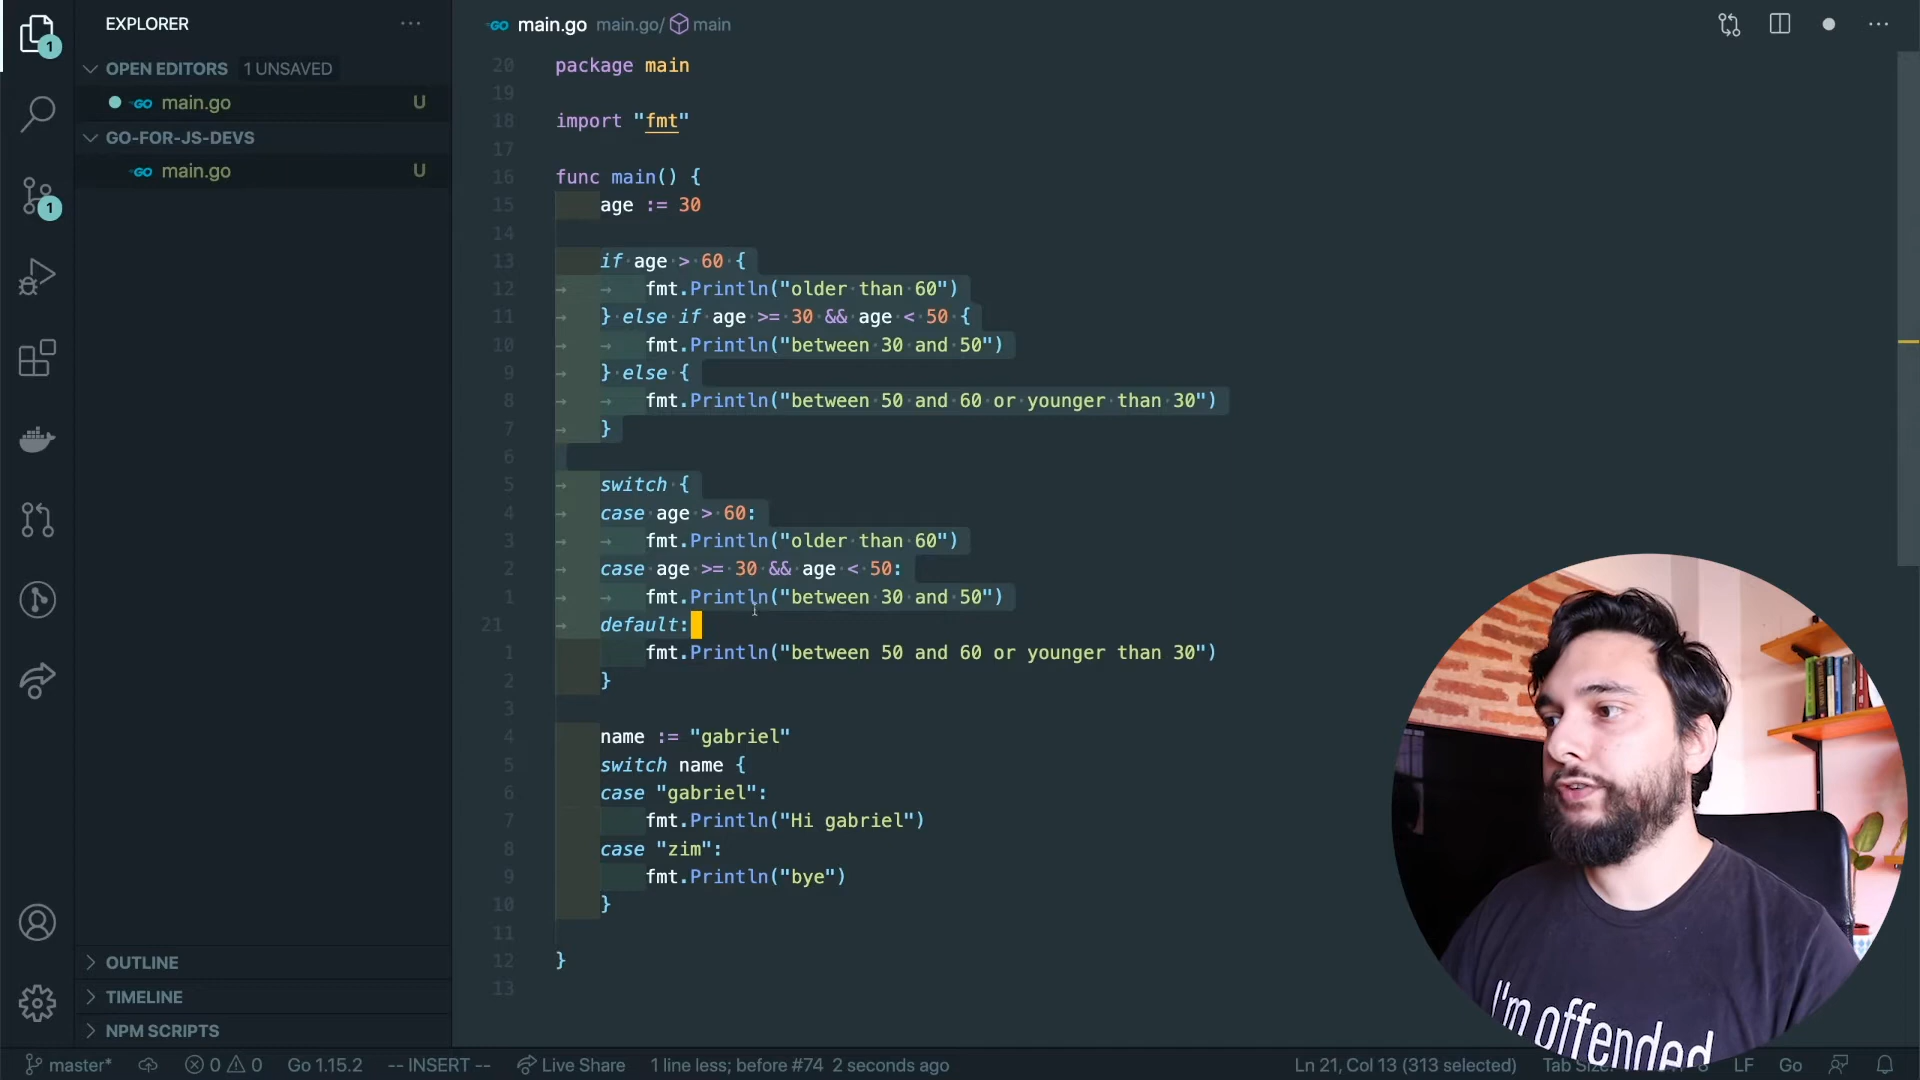 EXPLORER
OPEN EDITORS 1 UNSAVED
GO main.go U
GO-FOR-JS-DEVS
GO main.go U
OUTLINE
TIMELINE
NPM SCRIPTS
1
1
GO main.go main.go/ main
20 package main
19
18 import "fmt"
17
16 func main() {
15 age := 30
14
13 if age > 60 {
12 fmt.Println("older than 60")
11 } else if age >= 30 && age < 50 {
10 fmt.Println("between 30 and 50")
9 } else {
8 fmt.Println("between 50 and 60 or younger than 30")
7 }
6
5 switch {
4 case age > 60:
3 fmt.Println("older than 60")
2 case age >= 30 && age < 50:
1 fmt.Println("between 30 and 50")
21 default:
1 fmt.Println("between 50 and 60 or younger than 30")
2 }
3
4 name := "gabriel"
5 switch name {
6 case "gabriel":
7 fmt.Println("Hi gabriel")
8 case "zim":
9 fmt.Println("bye")
10 }
11
12 }
13
I'm offended
master* 0 0 Go 1.15.2 -- INSERT -- Live Share 1 line less; before #74 2 seconds ago Ln 21, Col 13 (313 selected) Tab Size: LF Go